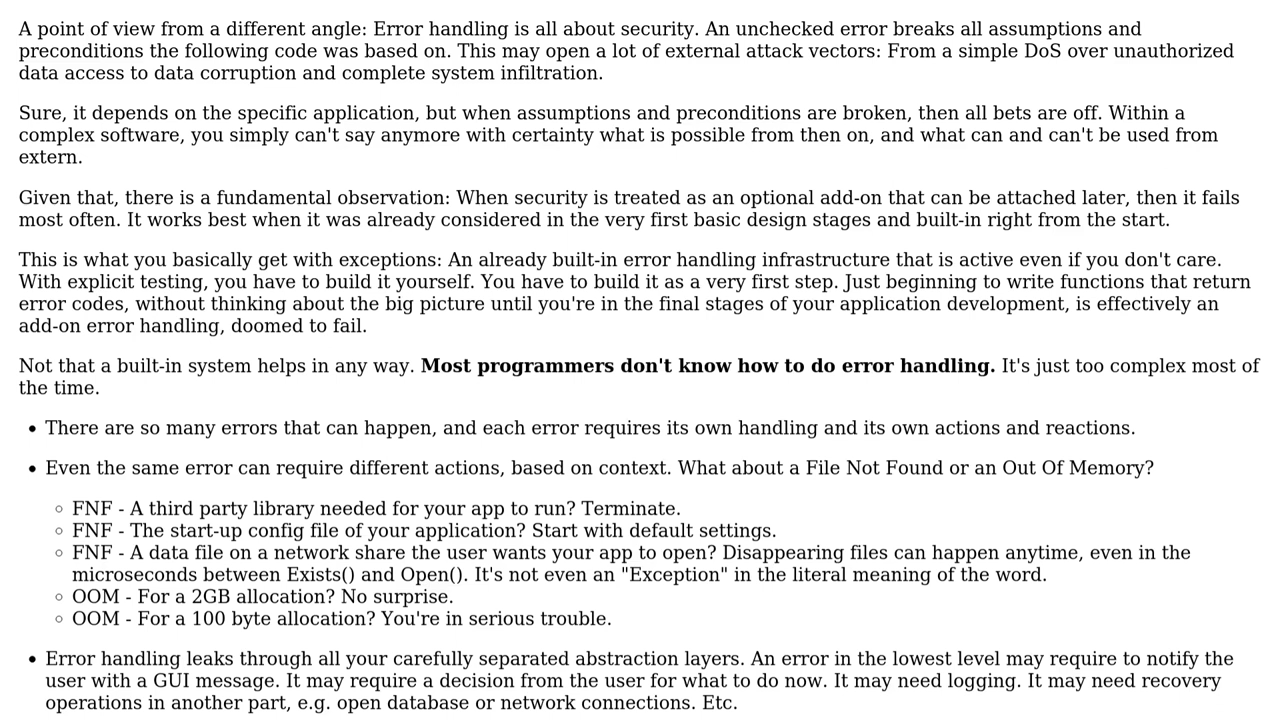 A point of view from a different angle: Error handling is all about security. An unchecked error breaks all assumptions and
preconditions the following code was based on. This may open a lot of external attack vectors: From a simple DoS over unauthorized
data access to data corruption and complete system infiltration.
Sure, it depends on the specific application, but when assumptions and preconditions are broken, then all bets are off. Within a
complex software, you simply can't say anymore with certainty what is possible from then on, and what can and can't be used from
extern.
Given that, there is a fundamental observation: When security is treated as an optional add-on that can be attached later, then it fails
most often. It works best when it was already considered in the very first basic design stages and built-in right from the start.
This is what you basically get with exceptions: An already built-in error handling infrastructure that is active even if you don't care.
With explicit testing, you have to build it yourself. You have to build it as a very first step. Just beginning to write functions that return
error codes, without thinking about the big picture until you're in the final stages of your application development, is effectively an
add-on error handling, doomed to fail.
Not that a built-in system helps in any way. Most programmers don't know how to do error handling. It's just too complex most of
the time.
• There are so many errors that can happen, and each error requires its own handling and its own actions and reactions.
• Even the same error can require different actions, based on context. What about a File Not Found or an Out Of Memory?
◦ FNF - A third party library needed for your app to run? Terminate.
◦ FNF - The start-up config file of your application? Start with default settings.
◦ FNF - A data file on a network share the user wants your app to open? Disappearing files can happen anytime, even in the
microseconds between Exists() and Open(). It's not even an "Exception" in the literal meaning of the word.
◦ OOM - For a 2GB allocation? No surprise.
◦ OOM - For a 100 byte allocation? You're in serious trouble.
• Error handling leaks through all your carefully separated abstraction layers. An error in the lowest level may require to notify the
user with a GUI message. It may require a decision from the user for what to do now. It may need logging. It may need recovery
operations in another part, e.g. open database or network connections. Etc.